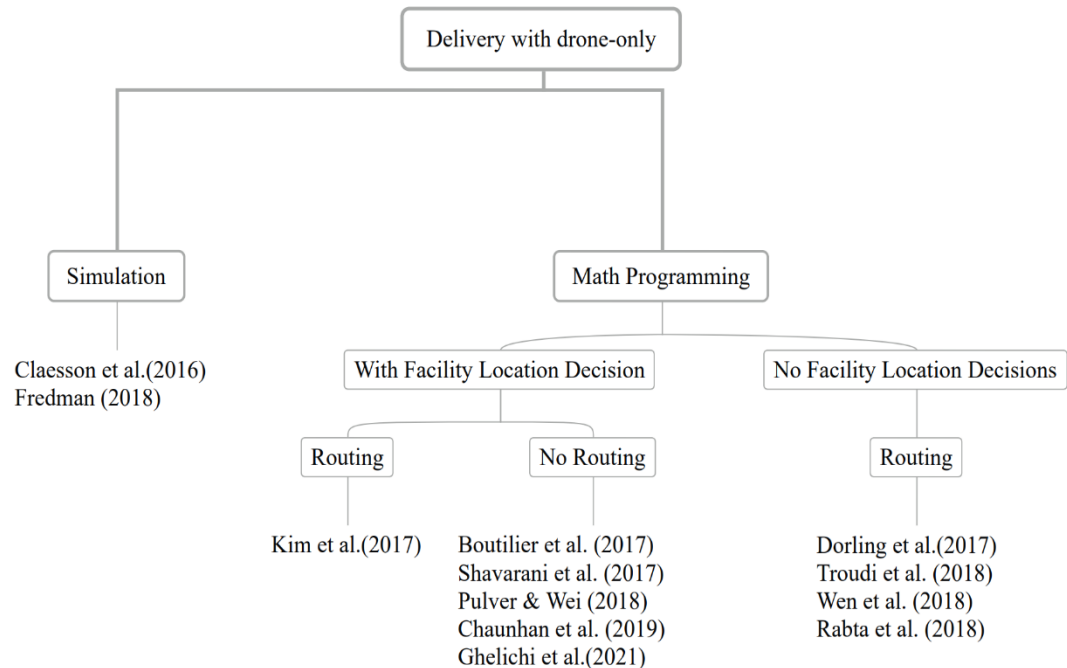 Delivery with drone-only
Simulation
Math Programming
Claesson et al.(2016)
Fredman (2018)
With Facility Location Decision
No Facility Location Decisions
Routing
No Routing
Routing
Kim et al.(2017)
Boutilier et al. (2017)
Shavarani et al. (2017)
Pulver & Wei (2018)
Chaunhan et al. (2019)
Ghelichi et al.(2021)
Dorling et al.(2017)
Troudi et al. (2018)
Wen et al. (2018)
Rabta et al. (2018)